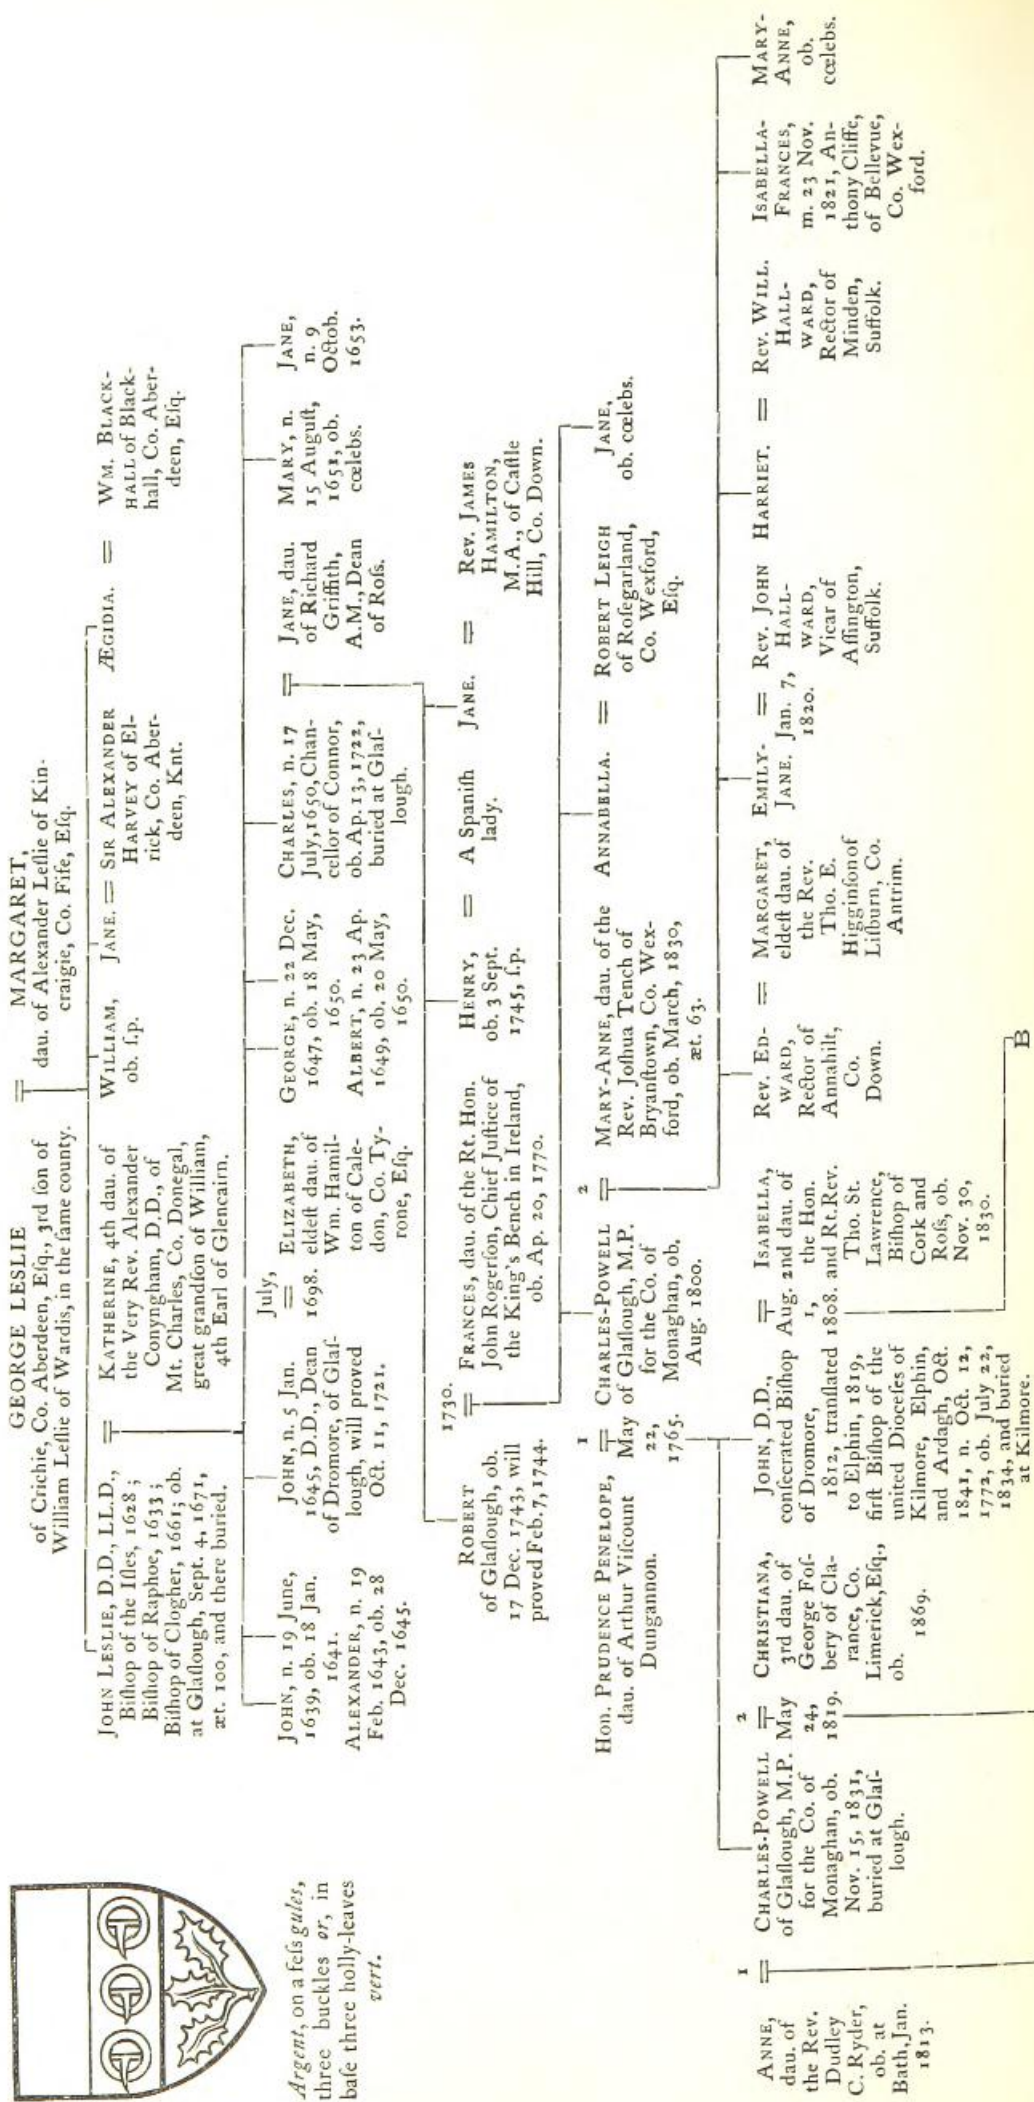 GEORGE LESLIE
of Crichie, Co. Aberdeen, Eſq., 3rd ſon of
William Leſlie of Wardis, in the ſame county.
MARGARET,
dau. of Alexander Leſlie of Kin-
craigie, Co. Fife, Eſq.
JOHN LESLIE, D.D., LL.D.,
Biſhop of the Iſles, 1628;
Biſhop of Raphoe, 1633;
Biſhop of Clogher, 1661; ob.
at Glaſlough, Sept. 4, 1671,
æt. 100, and there buried.
KATHERINE, 4th dau. of
the Very Rev. Alexander
Conyngham, D.D., of
Mt. Charles, Co. Donegal,
great grandſon of William,
4th Earl of Glencairn.
WILLIAM,
ob. ſ.p.
JANE. = SIR ALEXANDER
HARVEY of El-
rick, Co. Aber-
deen, Knt.
ÆGIDIA. =
WM. BLACK-
HALL of Black-
hall, Co. Aber-
deen, Eſq.
Argent, on a feſs gules,
three buckles or, in
baſe three holly-leaves
vert.
JOHN, n. 19 June,
1639, ob. 18 Jan.
1641.
ALEXANDER, n. 19
Feb. 1643, ob. 28
Dec. 1645.
JOHN, n. 5 Jan.
1645, D.D., Dean
of Dromore, of Glaſ-
lough, will proved
Oct. 11, 1721.
July,
=
1698.
ELIZABETH,
eldeſt dau. of
Wm. Hamil-
ton of Cale-
don, Co. Ty-
rone, Eſq.
GEORGE, n. 22 Dec.
1647, ob. 18 May,
1650.
ALBERT, n. 23 Ap.
1649, ob. 20 May,
1650.
CHARLES, n. 17
July, 1650, Chan-
cellor of Connor,
ob. Ap. 13, 1722,
buried at Glaſ-
lough.
JANE, dau.
of Richard
Griffith,
A.M., Dean
of Roſs.
MARY, n.
15 Auguſt,
1651, ob.
cœlebs.
JANE,
n. 9
Octob.
1653.
ROBERT
of Glaſlough, ob.
17 Dec. 1743, will
proved Feb. 7, 1744.
1730.
FRANCES, dau. of the Rt. Hon.
John Rogerſon, Chief Juſtice of
the King's Bench in Ireland,
ob. Ap. 20, 1770.
HENRY,
ob. 3 Sept.
1745, ſ.p.
=
A Spaniſh
lady.
JANE. =
Rev. JAMES
HAMILTON,
M.A., of Caſtle
Hill, Co. Down.
Hon. PRUDENCE PENELOPE,
dau. of Arthur Viſcount
Dungannon.
1
May
22,
1765.
CHARLES-POWELL
of Glaſlough, M.P.
for the Co. of
Monaghan, ob.
Aug. 1800.
2
MARY-ANNE, dau. of the
Rev. Joſhua Tench of
Bryanſtown, Co. Wex-
ford, ob. March, 1830,
æt. 63.
ANNABELLA. =
ROBERT LEIGH
of Roſegarland,
Co. Wexford,
Eſq.
JANE,
ob. cœlebs.
ANNE,
dau. of
the Rev.
Dudley
C. Ryder,
ob. at
Bath, Jan.
1813.
1
CHARLES-POWELL
of Glaſlough, M.P.
for the Co. of
Monaghan, ob.
Nov. 15, 1831,
buried at Glaſ-
lough.
2
May
24,
1819.
CHRISTIANA,
3rd dau. of
George Foſ-
bery of Cla-
rance, Co.
Limerick, Eſq.,
ob.
1869.
JOHN, D.D.,
conſecrated Biſhop
of Dromore,
1812, tranſlated
to Elphin, 1819,
firſt Biſhop of the
united Dioceſes of
Kilmore, Elphin,
and Ardagh, Oct.
1841, n. Oct. 12,
1772, ob. July 22,
1834, and buried
at Kilmore.
Aug.
1,
1808.
ISABELLA,
2nd dau. of
the Hon.
and Rt. Rev.
Tho. St.
Lawrence,
Biſhop of
Cork and
Roſs, ob.
Nov. 30,
1830.
Rev. ED-
WARD,
Rector of
Annahilt,
Co.
Down.
=
MARGARET,
eldeſt dau. of
the Rev.
Tho. E.
Higginſon of
Liſburn, Co.
Antrim.
EMILY-
JANE.
=
Jan. 7,
1820.
Rev. JOHN
HALL-
WARD,
Vicar of
Aſſington,
Suffolk.
HARRIET. =
Rev. WILL.
HALL-
WARD,
Rector of
Minden,
Suffolk.
ISABELLA-
FRANCES,
m. 23 Nov.
1821, An-
thony Cliffe,
of Bellevue,
Co. Wex-
ford.
MARY-
ANNE,
ob.
cœlebs.
B